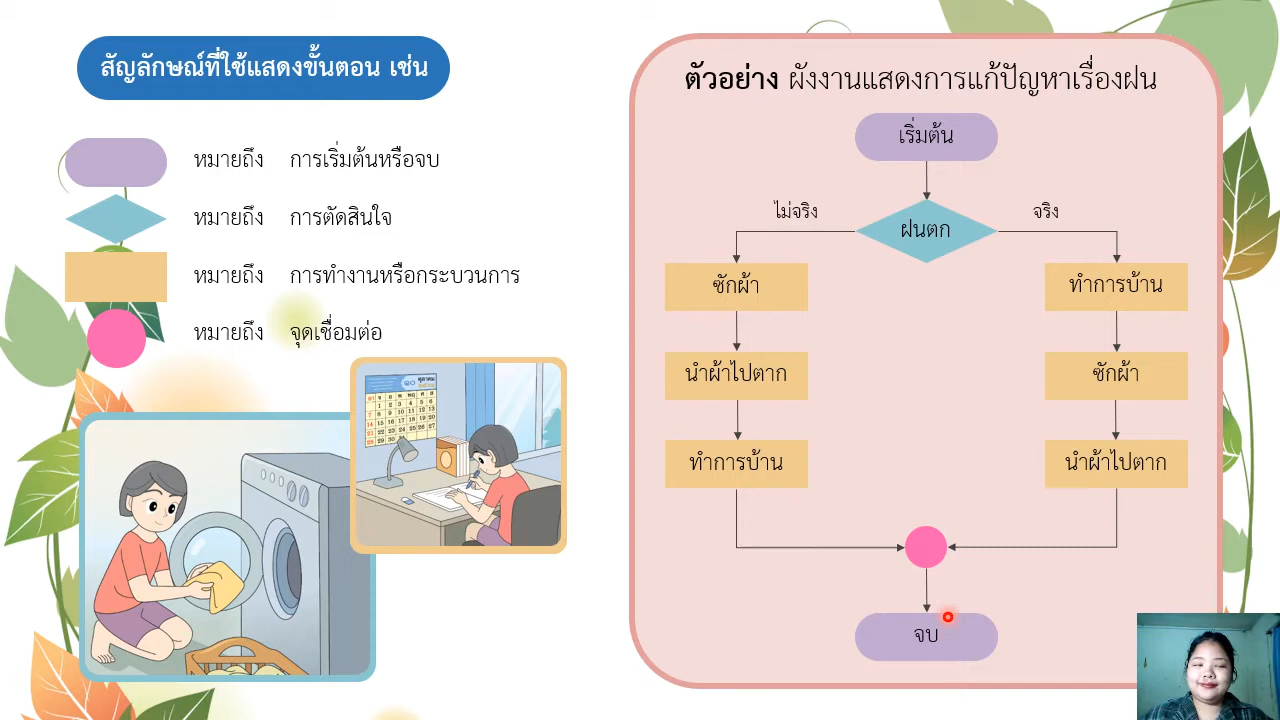 สัญลักษณ์ที่ใช้แสดงขั้นตอน เช่น
หมายถึง การเริ่มต้นหรือจบ
หมายถึง การตัดสินใจ
หมายถึง การทำงานหรือกระบวนการ
หมายถึง จุดเชื่อมต่อ
ตัวอย่าง ผังงานแสดงการแก้ปัญหาเรื่องฝน
เริ่มต้น
ไม่จริง
จริง
ฝนตก
ซักผ้า
ทำการบ้าน
นำผ้าไปตาก
ซักผ้า
ทำการบ้าน
นำผ้าไปตาก
จบ